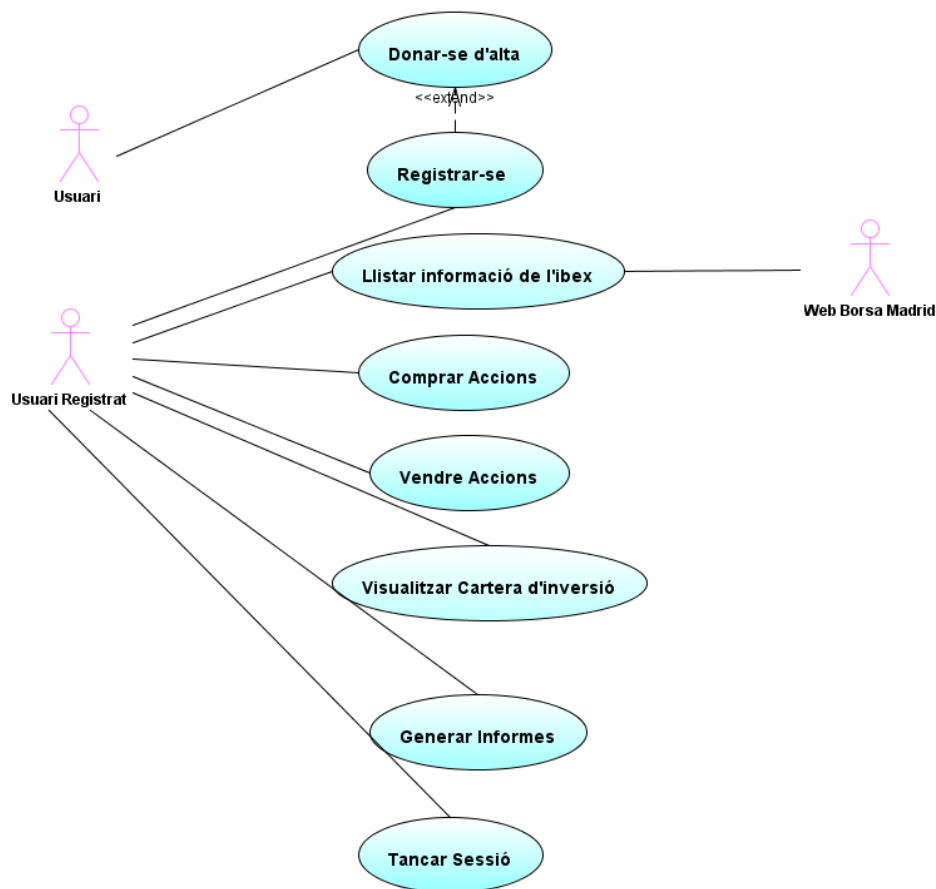 Donar-se d'alta
<<extend>>
Usuari
Registrar-se
Llistar informació de l'ibex
Web Borsa Madrid
Comprar Accions
Usuari Registrat
Vendre Accions
Visualitzar Cartera d'inversió
Generar Informes
Tancar Sessió